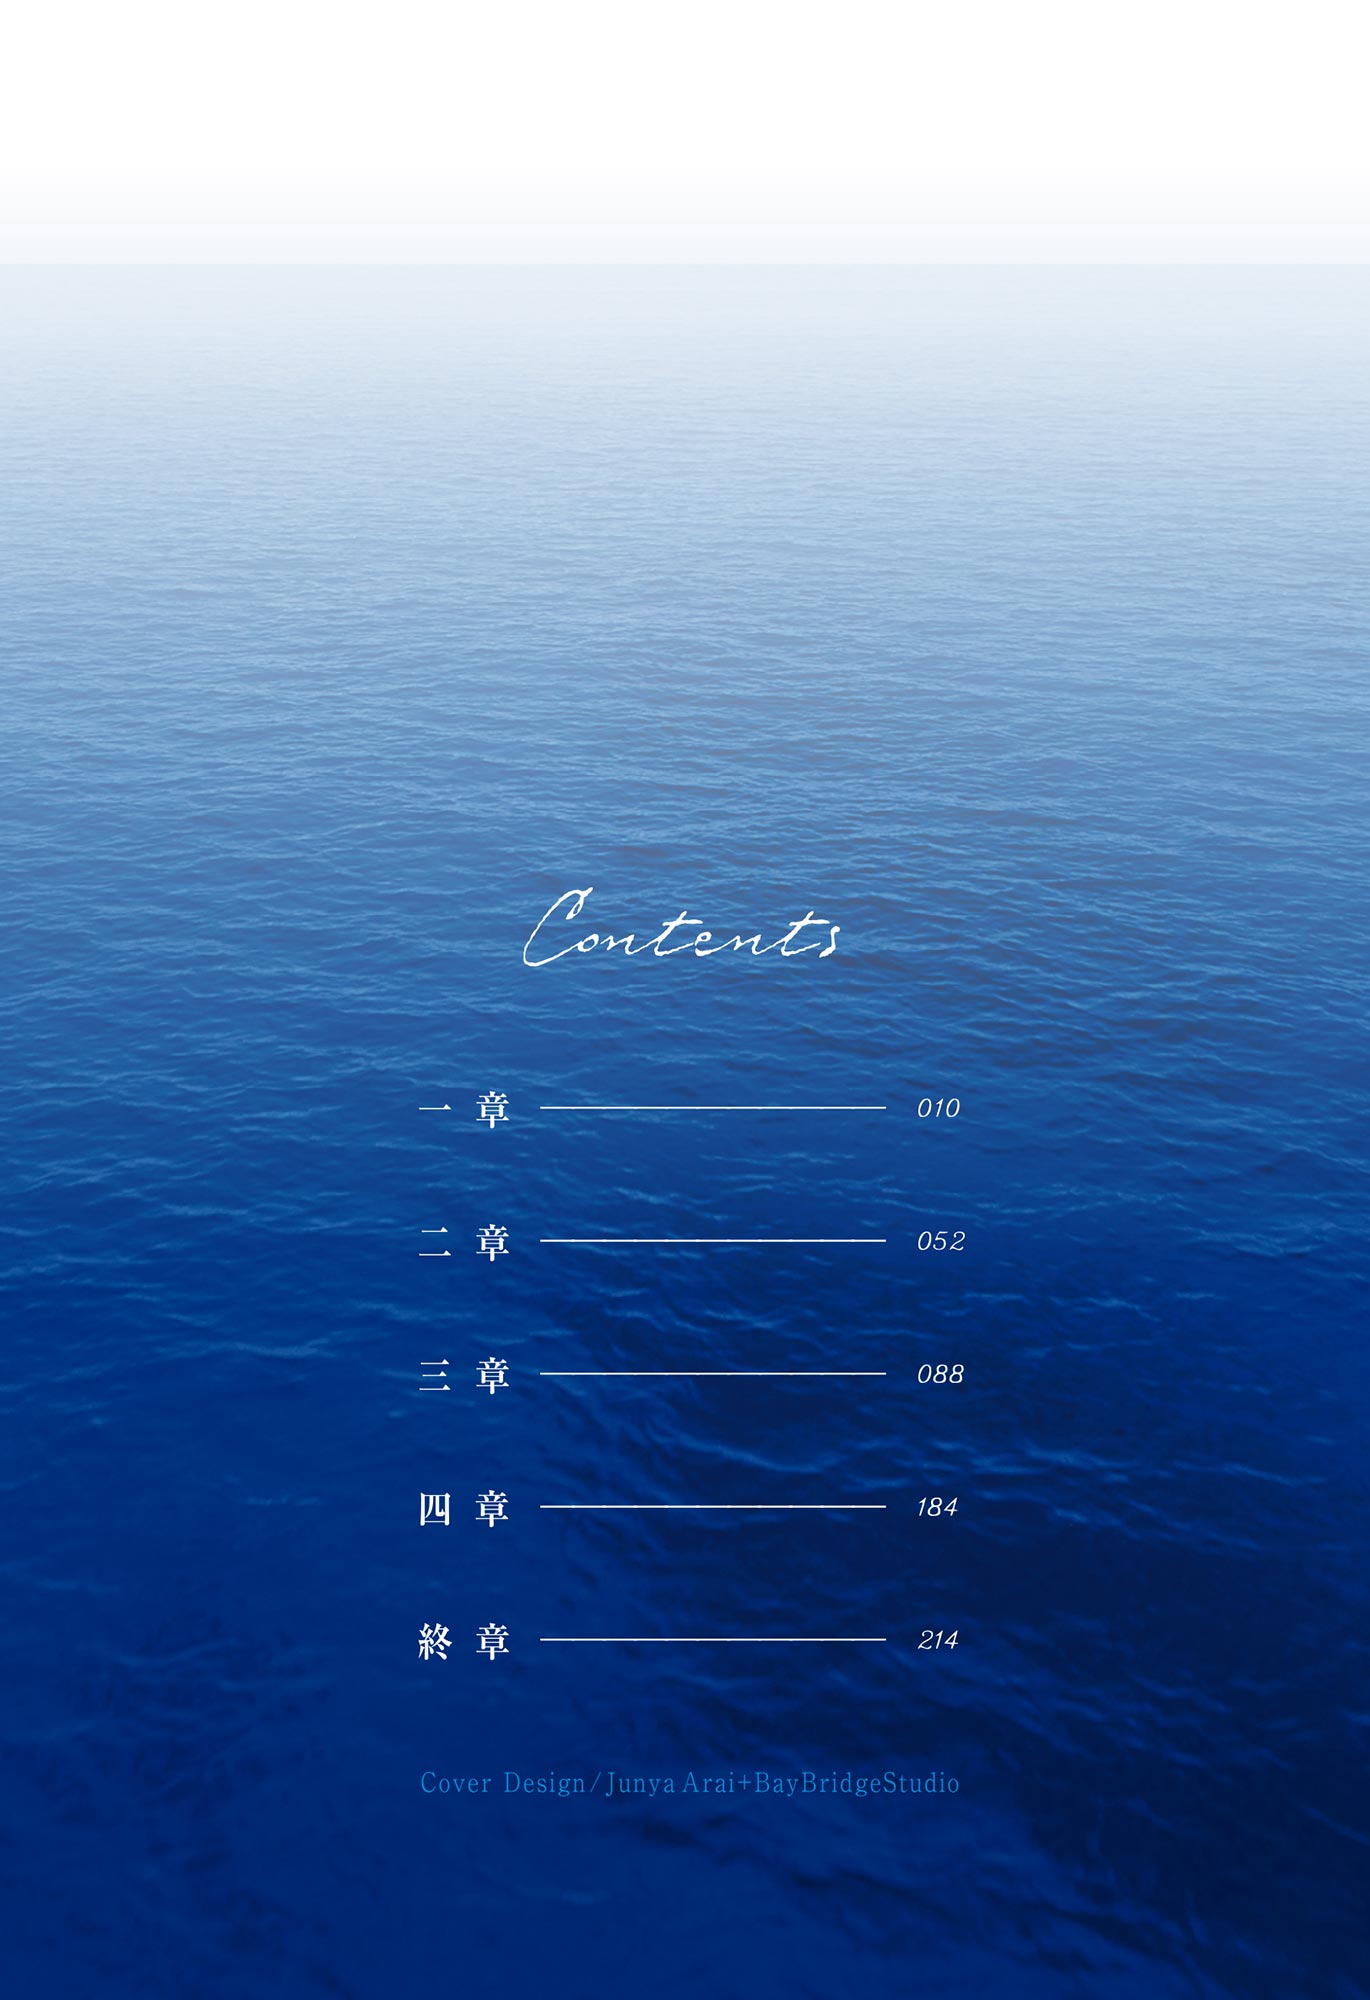 Contents
一章 010
二章 052
三章 088
四章 184
終章 214
Cover Design/Junya Arai+BayBridgeStudio